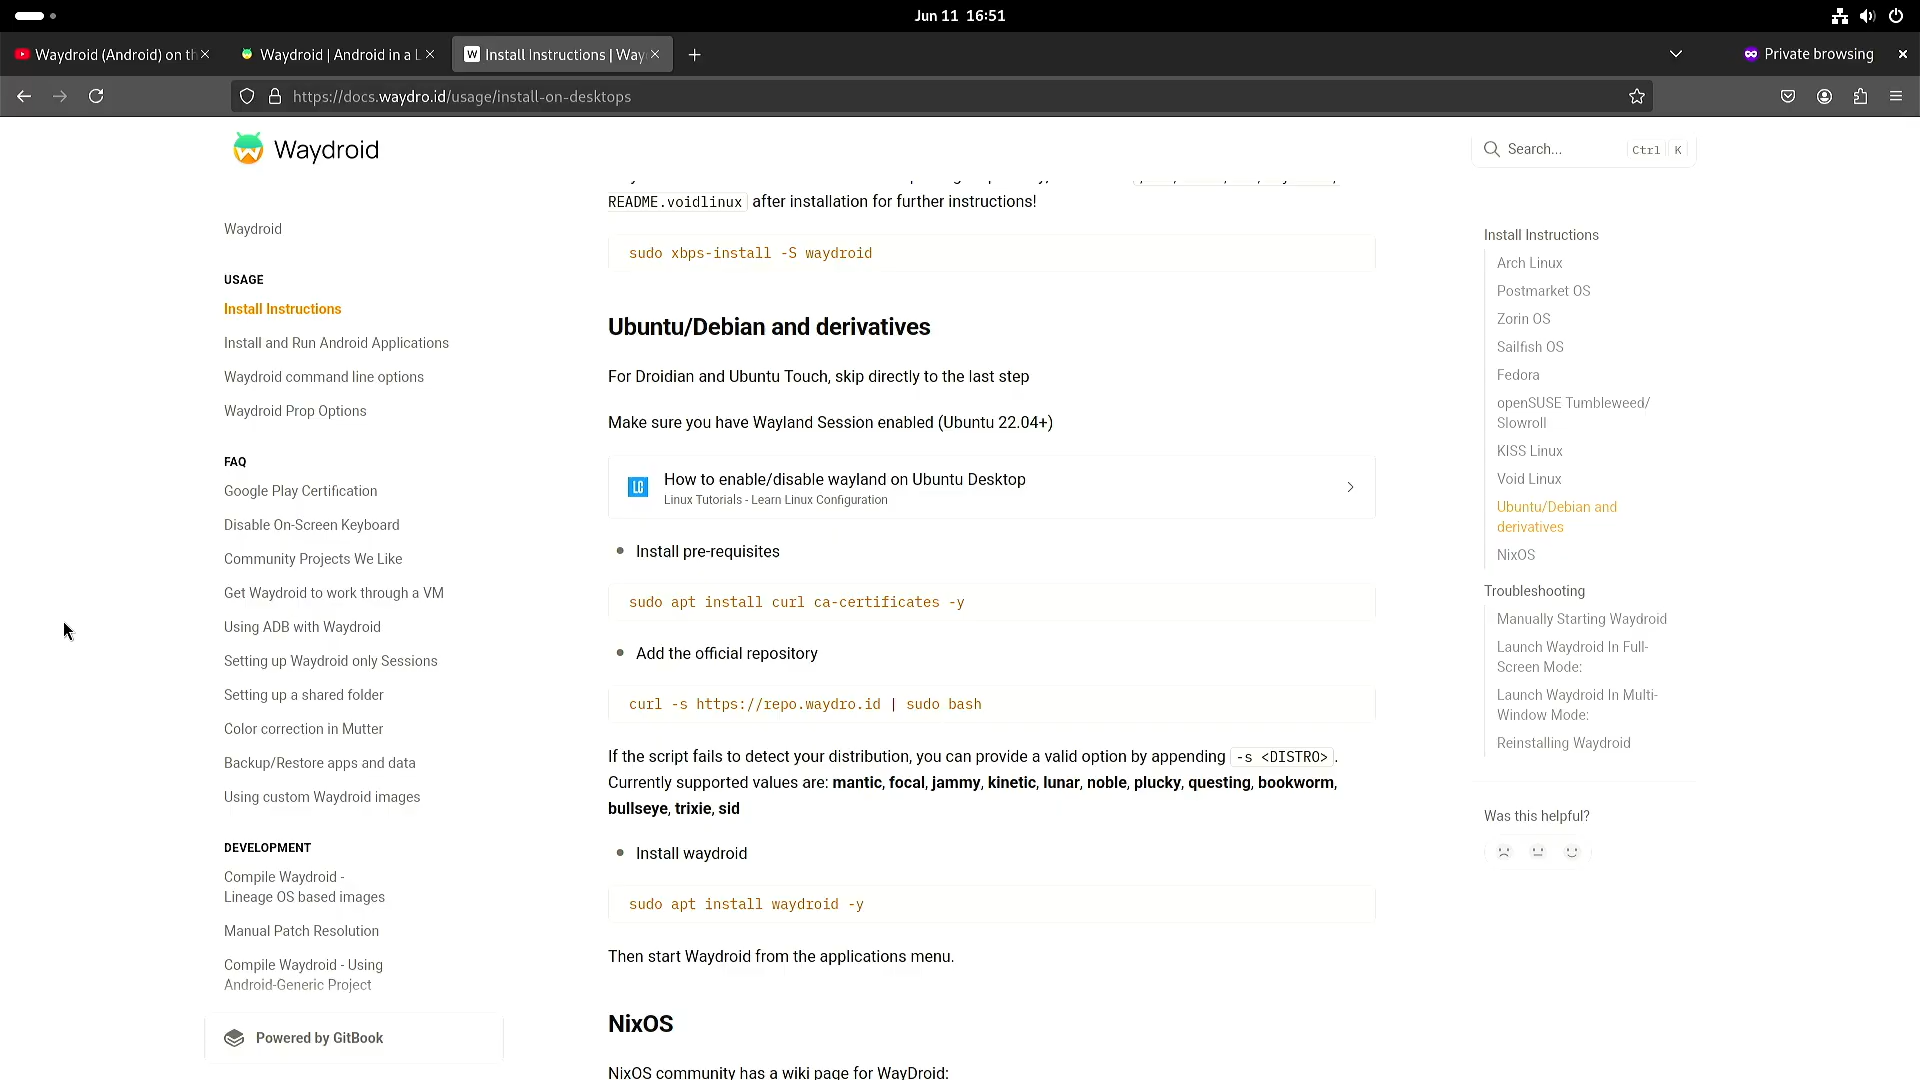 Jun 11 16:51
Waydroid (Android) on th
Waydroid | Android in a L
Install Instructions | Way
Private browsing
https://docs.waydro.id/usage/install-on-desktops
Waydroid
Search...
Ctrl K
Waydroid
USAGE
Install Instructions
Install and Run Android Applications
Waydroid command line options
Waydroid Prop Options
FAQ
Google Play Certification
Disable On-Screen Keyboard
Community Projects We Like
Get Waydroid to work through a VM
Using ADB with Waydroid
Setting up Waydroid only Sessions
Setting up a shared folder
Color correction in Mutter
Backup/Restore apps and data
Using custom Waydroid images
DEVELOPMENT
Compile Waydroid -
Lineage OS based images
Manual Patch Resolution
Compile Waydroid - Using
Android-Generic Project
Powered by GitBook
README.voidlinux after installation for further instructions!
sudo xbps-install -S waydroid
Ubuntu/Debian and derivatives
For Droidian and Ubuntu Touch, skip directly to the last step
Make sure you have Wayland Session enabled (Ubuntu 22.04+)
LC
How to enable/disable wayland on Ubuntu Desktop
Linux Tutorials - Learn Linux Configuration
• Install pre-requisites
sudo apt install curl ca-certificates -y
• Add the official repository
curl -s https://repo.waydro.id | sudo bash
If the script fails to detect your distribution, you can provide a valid option by appending -s <DISTRO>.
Currently supported values are: mantic, focal, jammy, kinetic, lunar, noble, plucky, questing, bookworm,
bullseye, trixie, sid
• Install waydroid
sudo apt install waydroid -y
Then start Waydroid from the applications menu.
NixOS
NixOS community has a wiki page for WayDroid:
Install Instructions
Arch Linux
Postmarket OS
Zorin OS
Sailfish OS
Fedora
openSUSE Tumbleweed/
Slowroll
KISS Linux
Void Linux
Ubuntu/Debian and
derivatives
NixOS
Troubleshooting
Manually Starting Waydroid
Launch Waydroid In Full-
Screen Mode:
Launch Waydroid In Multi-
Window Mode:
Reinstalling Waydroid
Was this helpful?